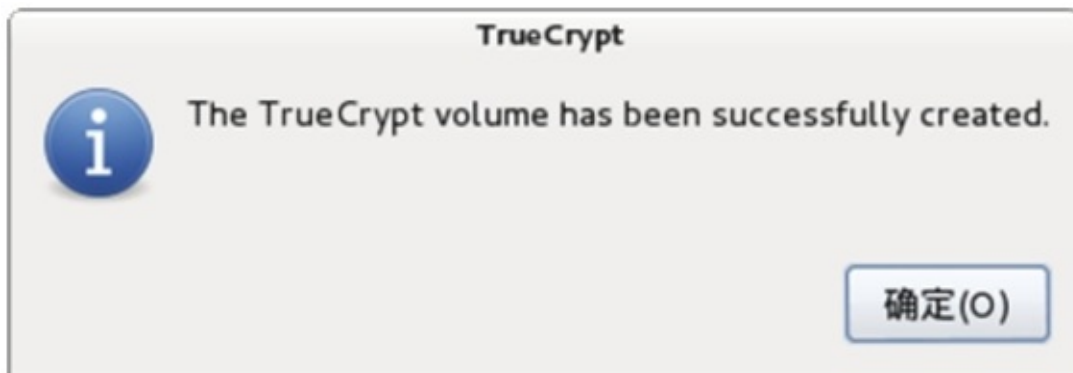 TrueCrypt
The TrueCrypt volume has been successfully created.
确定(O)